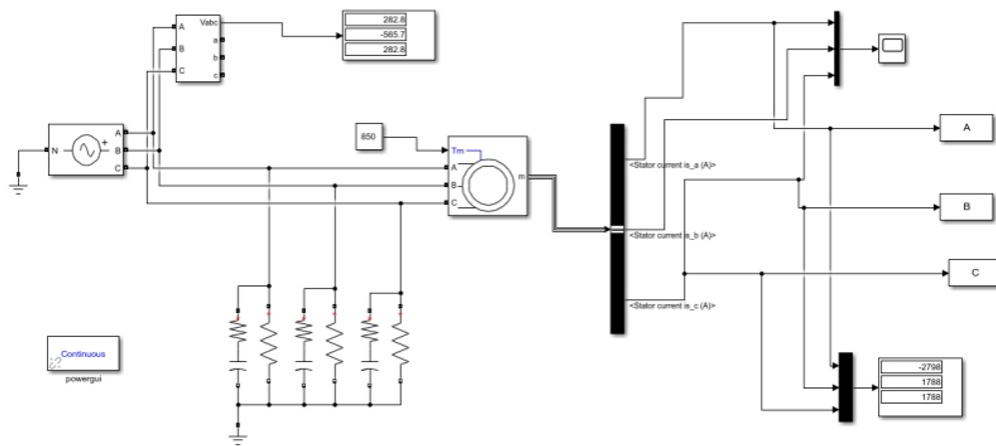 Vabc
A
B
C
a
b
c
282.8
-565.7
282.8
N
+
A
B
C
850
Tm
A
B
C
m
<Stator current is_a (A)>
<Stator current is_b (A)>
<Stator current is_c (A)>
A
B
C
Continuous
powergui
-2798
1788
1788